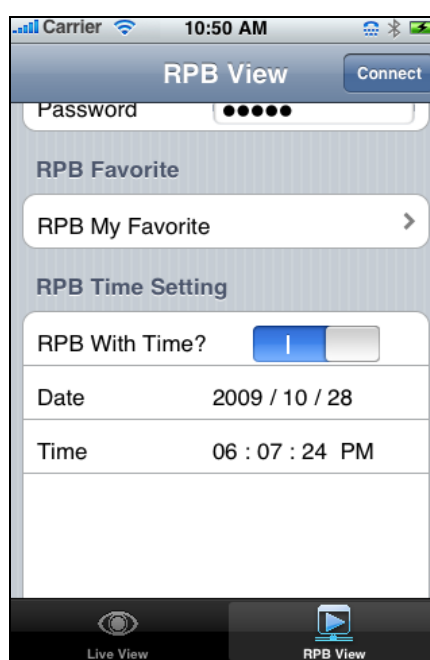 Carrier 10:50 AM
RPB View Connect
Password ●●●●●
RPB Favorite
RPB My Favorite
RPB Time Setting
RPB With Time?
Date 2009 / 10 / 28
Time 06 : 07 : 24 PM
Live View RPB View